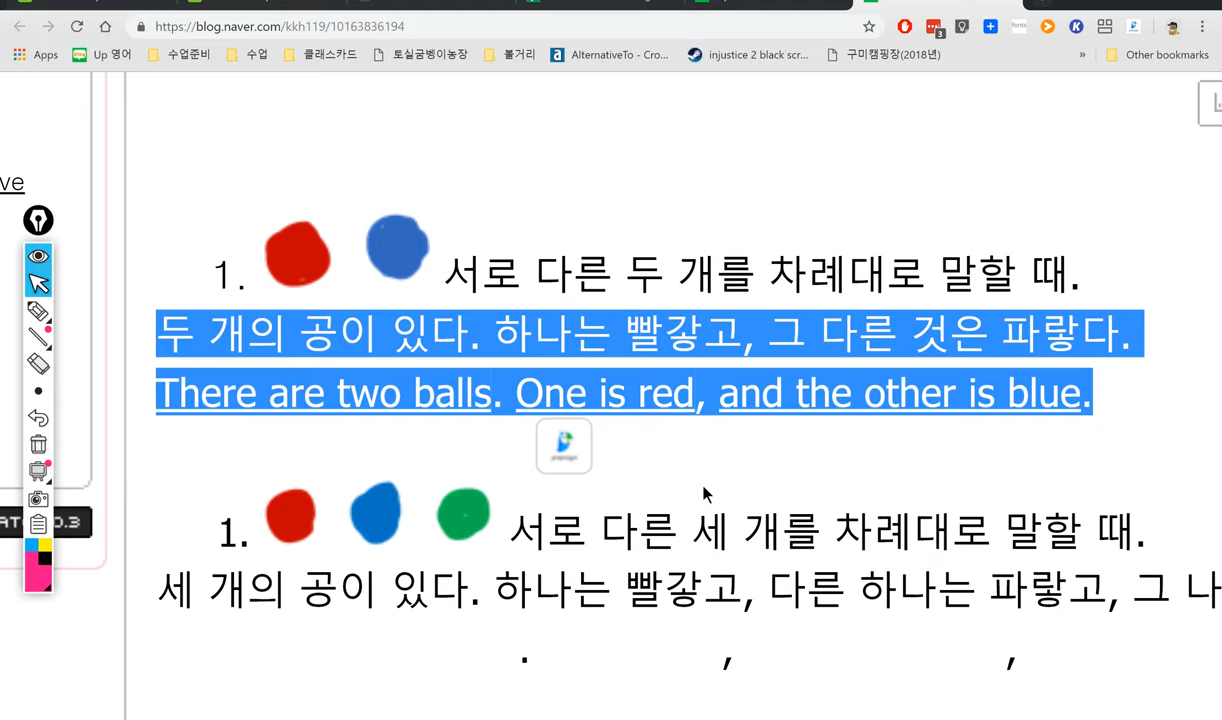 https://blog.naver.com/kkh119/10163836194
fonts
3
K
Apps
Up 영어
수업준비
수업
클래스카드
토실굼벵이농장
볼거리
a
AlternativeTo - Cro...
injustice 2 black scr...
구미캠핑장(2018년)
»
Other bookmarks
ve
1. 서로 다른 두 개를 차례대로 말할 때.
두 개의 공이 있다. 하나는 빨갛고, 그 다른 것은 파랗다.
There are two balls. One is red, and the other is blue.
1. 서로 다른 세 개를 차례대로 말할 때.
세 개의 공이 있다. 하나는 빨갛고, 다른 하나는 파랗고, 그 나
. , ,